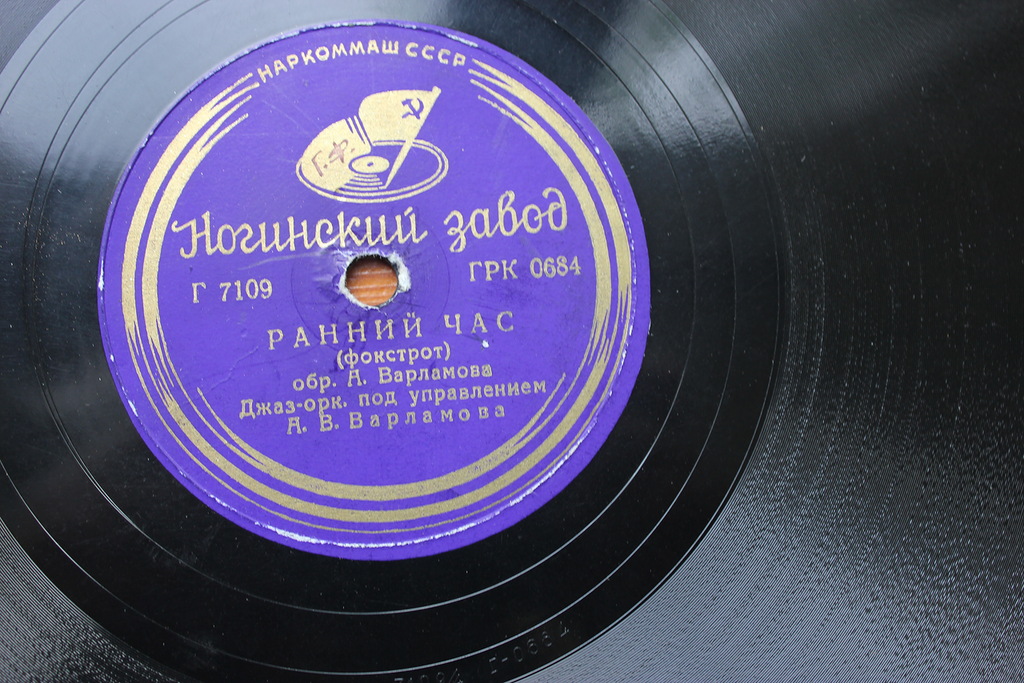 НАРКОММАШ СССР
Г.Ф.
Ногинский завод
Г 7109
ГРК 0684
РАННИЙ ЧАС
(фокстрот)
обр. А. Варламова
Джаз-орк. под управлением
А. В. Варламова